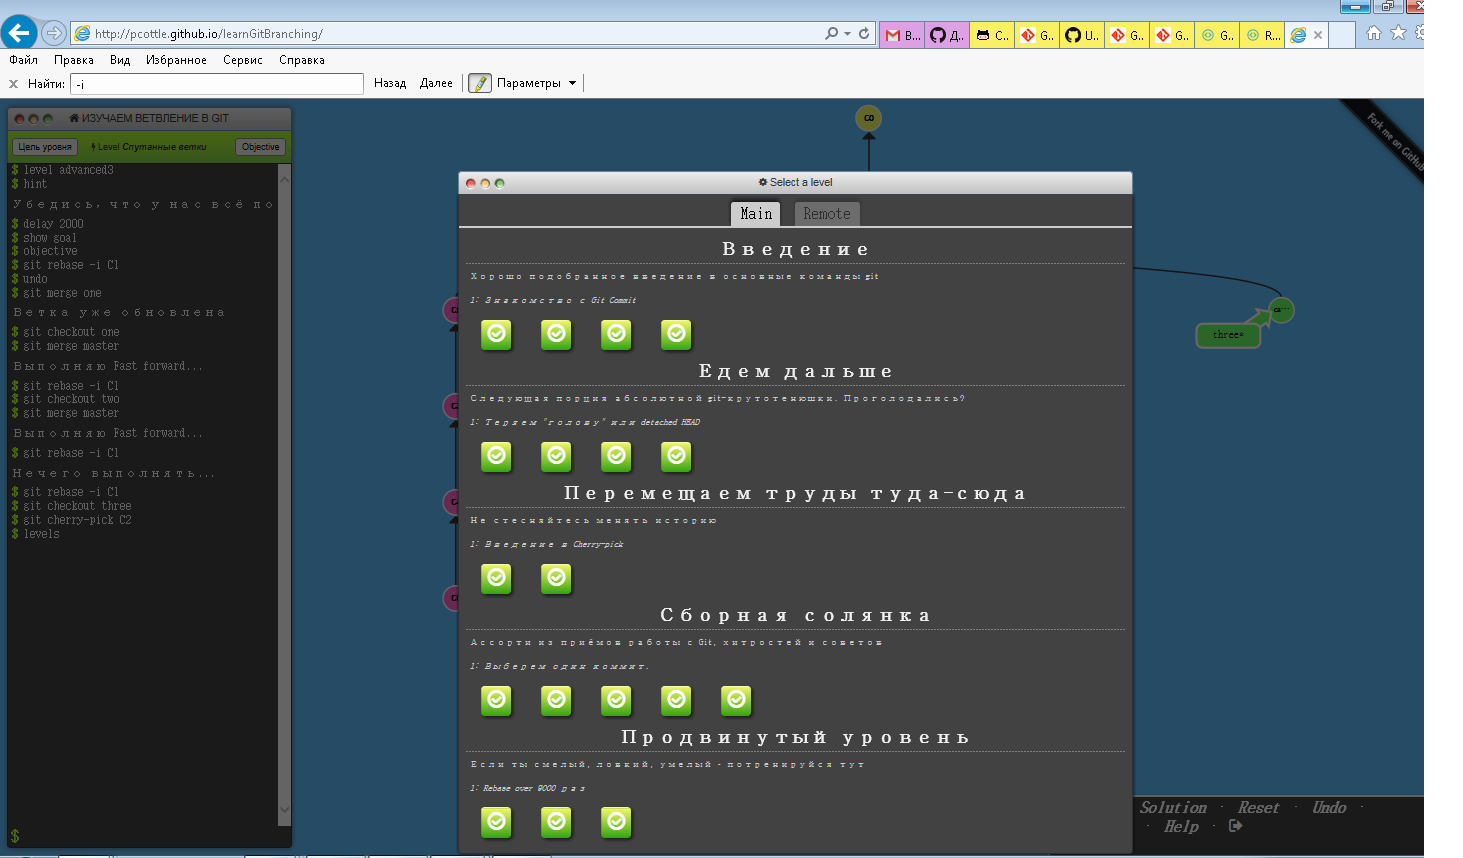 http://pcottle.github.io/learnGitBranching/
В...
Д..
С..
G..
U...
G..
G..
G..
R...
Файл Правка Вид Избранное Сервис Справка
x Найти: -i Назад Далее Параметры
ИЗУЧАЕМ ВЕТВЛЕНИЕ В GIT
Цель уровня Level Спутанные ветки Objective
$ level advanced3
$ hint
Убедись, что у нас всё по
$ delay 2000
$ show goal
$ objective
$ git rebase -i C1
$ undo
$ git merge one
Ветка уже обновлена
$ git checkout one
$ git merge master
Выполняю Fast forward...
$ git rebase -i C1
$ git checkout two
$ git merge master
Выполняю Fast forward...
$ git rebase -i C1
Нечего выполнять...
$ git rebase -i C1
$ git checkout three
$ git cherry-pick C2
$ levels
$
C0
Fork me on GitHub
three*
Select a level
Main Remote
Введение
Хорошо подобранное введение в основные команды git
1: Знакомство с Git Commit
Едем дальше
Следующая порция абсолютной git-крутотенюшки. Проголодались?
1: Теряем "голову" или detached HEAD
Перемещаем труды туда-сюда
Не стесняйтесь менять историю
1: Введение в Cherry-pick
Сборная солянка
Ассорти из приёмов работы с Git, хитростей и советов
1: Выберем один коммит.
Продвинутый уровень
Если ты смелый, ловкий, умелый - потренируйся тут
1: Rebase over 9000 раз
Solution · Reset · Undo ·
· Help ·